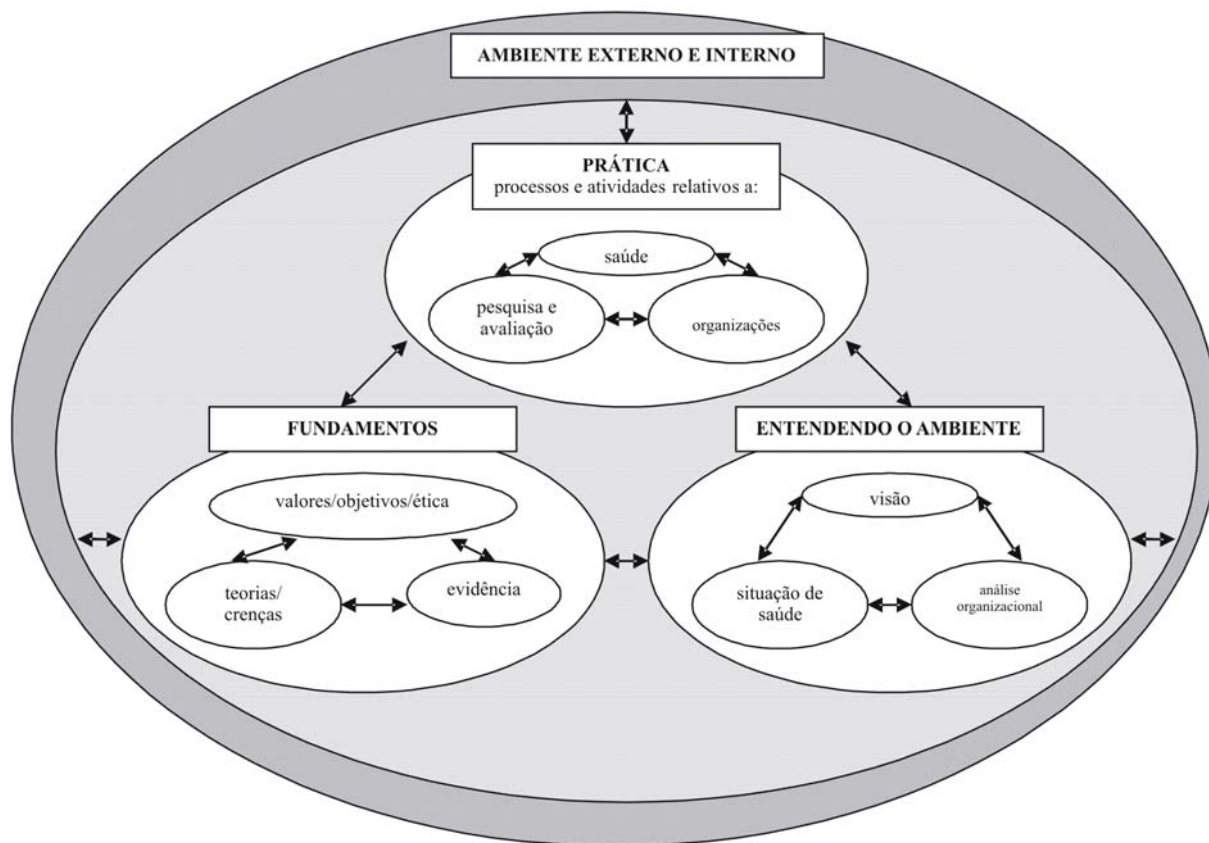 AMBIENTE EXTERNO E INTERNO
PRÁTICA
processos e atividades relativos a:
saúde
pesquisa e
avaliação
organizações
FUNDAMENTOS
valores/objetivos/ética
teorias/
crenças
evidência
ENTENDENDO O AMBIENTE
visão
situação de
saúde
análise
organizacional